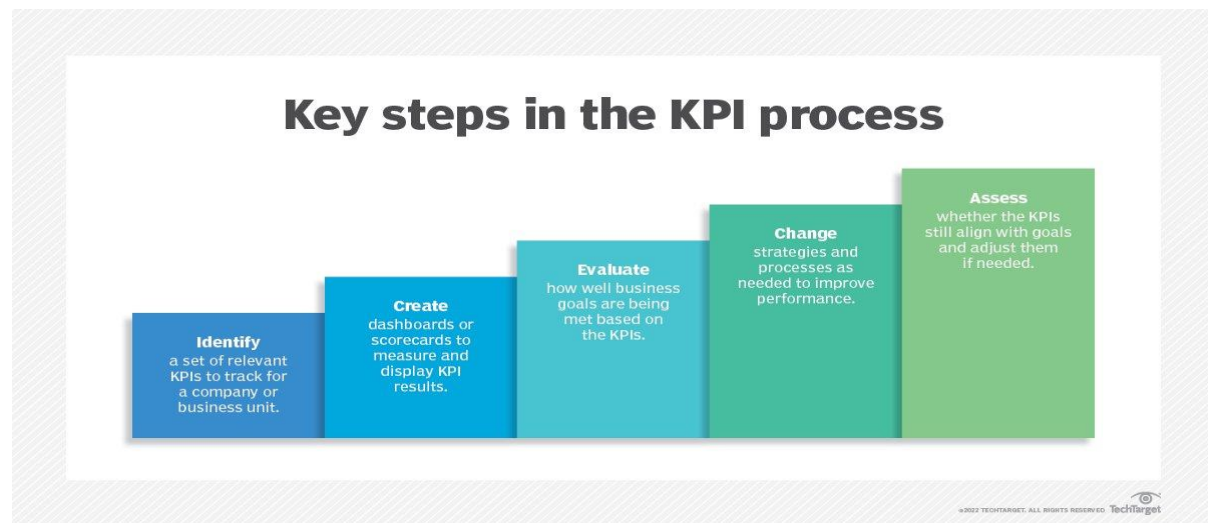 Key steps in the KPI process
Identify
a set of relevant
KPIs to track for
a company or
business unit.
Create
dashboards or
scorecards to
measure and
display KPI
results.
Evaluate
how well business
goals are being
met based on
the KPIs.
Change
strategies and
processes as
needed to improve
performance.
Assess
whether the KPIs
still align with goals
and adjust them
if needed.
©2022 TECHTARGET. ALL RIGHTS RESERVED TechTarget